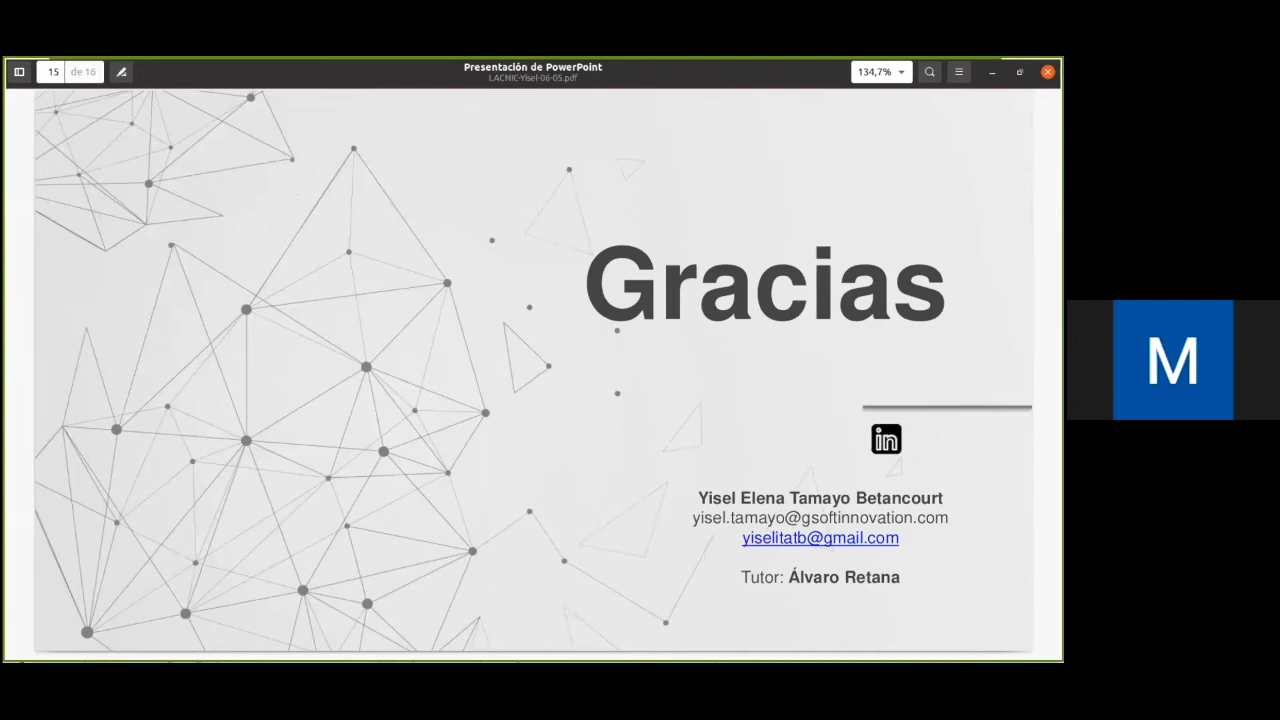 15 de 16
Presentación de PowerPoint
LACNIC-Yisel-06-05.pdf
134,7%
Gracias
in
Yisel Elena Tamayo Betancourt
yisel.tamayo@gsoftinnovation.com
yiselitatb@gmail.com
Tutor: Álvaro Retana
M